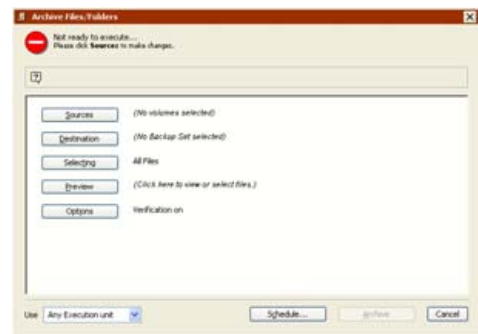 Archive Files/Folders
Not ready to execute...
Please click Sources to make changes.
Sources (No volumes selected)
Destination (No Backup Set selected)
Selecting All Files
Preview (Click here to view or select files.)
Options Verification on
Use Any Execution unit Schedule... Archive Cancel